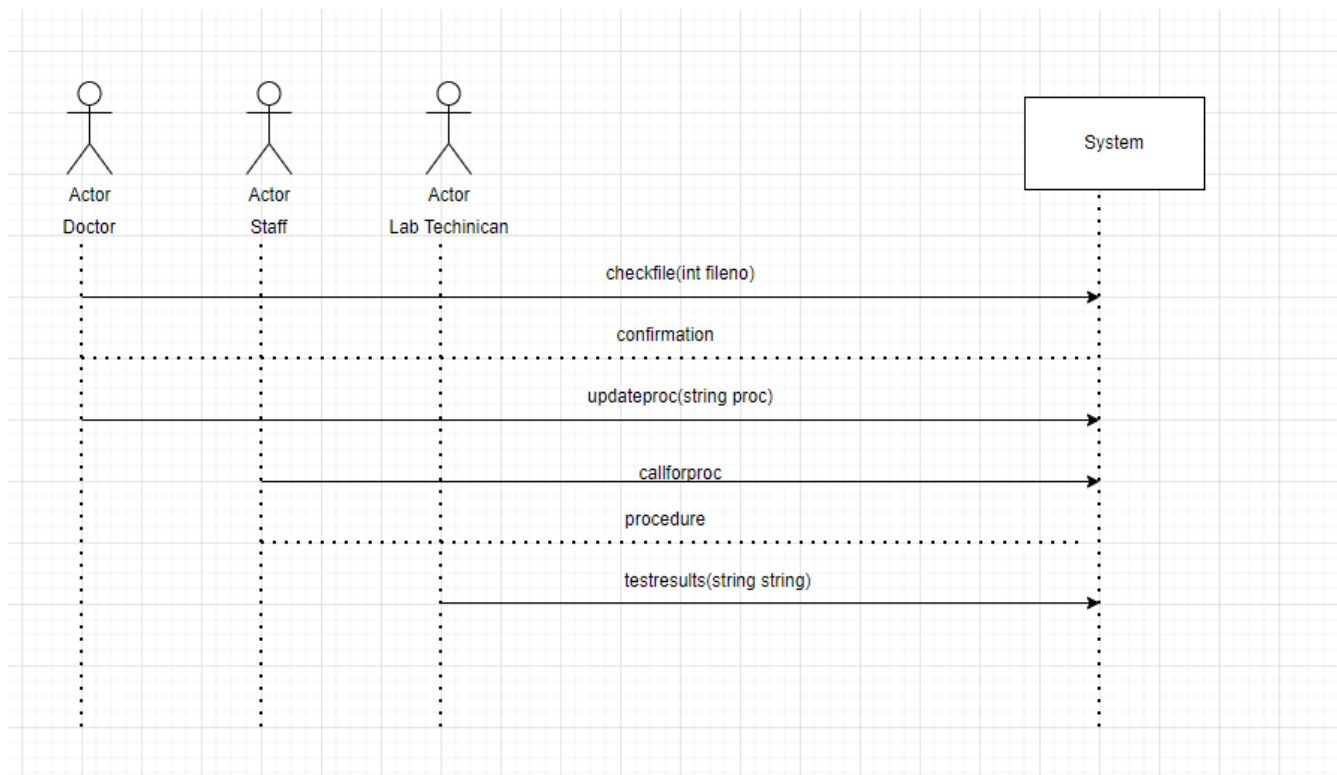 System
Actor
Actor
Actor
Doctor
Staff
Lab Techinican
checkfile(int fileno)
confirmation
updateproc(string proc)
callforproc
procedure
testresults(string string)